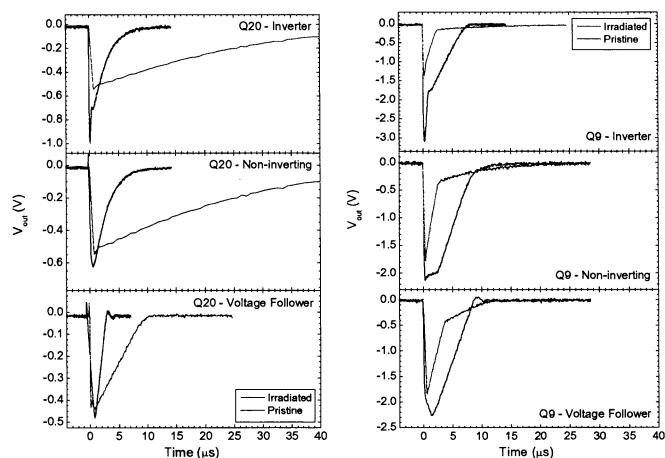 Q20 - Inverter
0.0
-0.2
-0.4
-0.6
-0.8
-1.0
Q20 - Non-inverting
0.0
-0.2
-0.4
-0.6
V_out (V)
Q20 - Voltage Follower
0.0
-0.1
-0.2
-0.3
-0.4
-0.5
Irradiated
Pristine
0 5 10 15 20 25 30 35 40
Time (μs)
Irradiated
Pristine
Q9 - Inverter
0.0
-0.5
-1.0
-1.5
-2.0
-2.5
-3.0
Q9 - Non-inverting
0.0
-0.5
-1.0
-1.5
-2.0
V_out (V)
Q9 - Voltage Follower
0.0
-0.5
-1.0
-1.5
-2.0
-2.5
0 5 10 15 20 25 30 35 40
Time (μs)